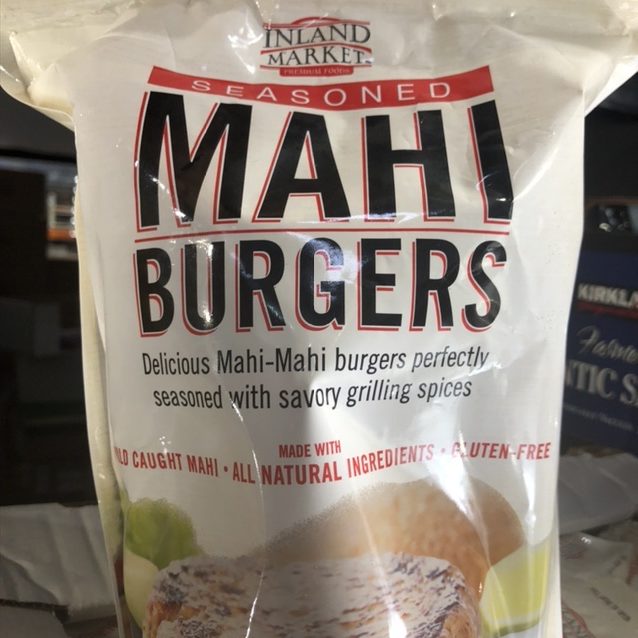 INLAND
MARKET
PREMIUM FOODS
SEASONED
MAHI
BURGERS
Delicious Mahi-Mahi burgers perfectly
seasoned with savory grilling spices
MADE WITH
CAUGHT MAHI • ALL NATURAL INGREDIENTS • GLUTEN-FREE